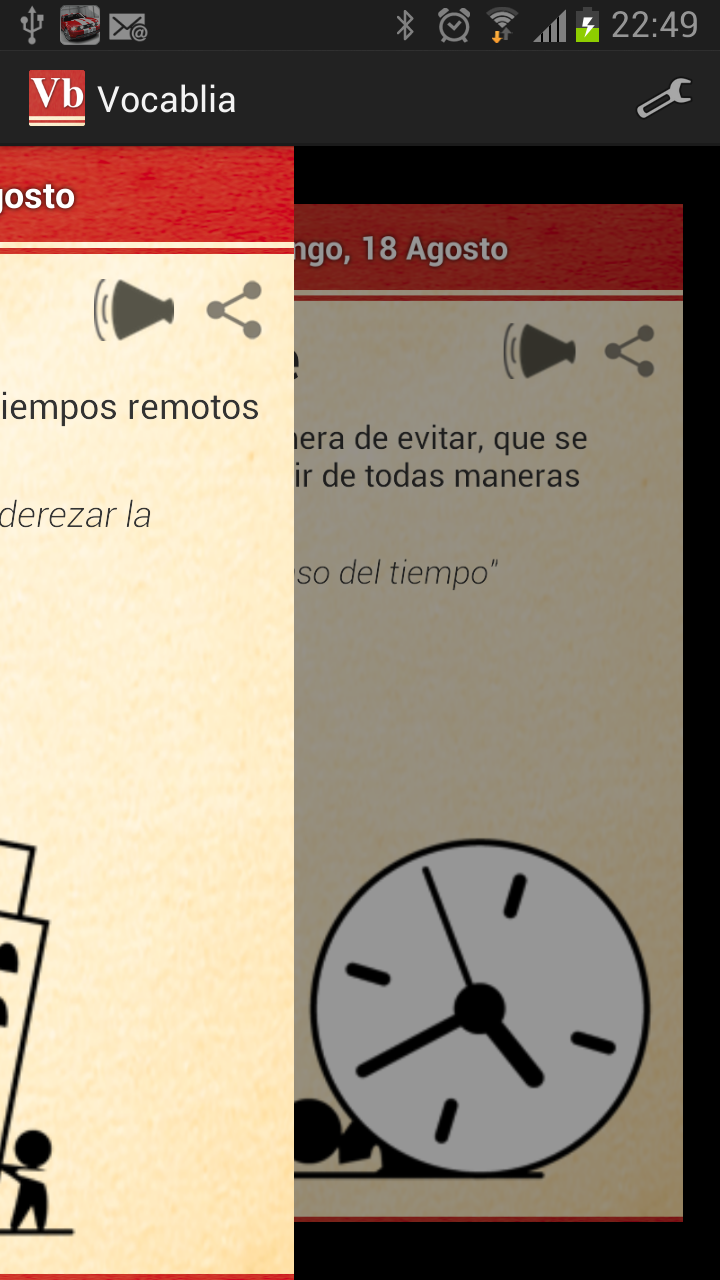 22:49
Vb Vocablia
gosto
ngo, 18 Agosto
e
iempos remotos
nera de evitar, que se
ir de todas maneras
derezar la
so del tiempo"